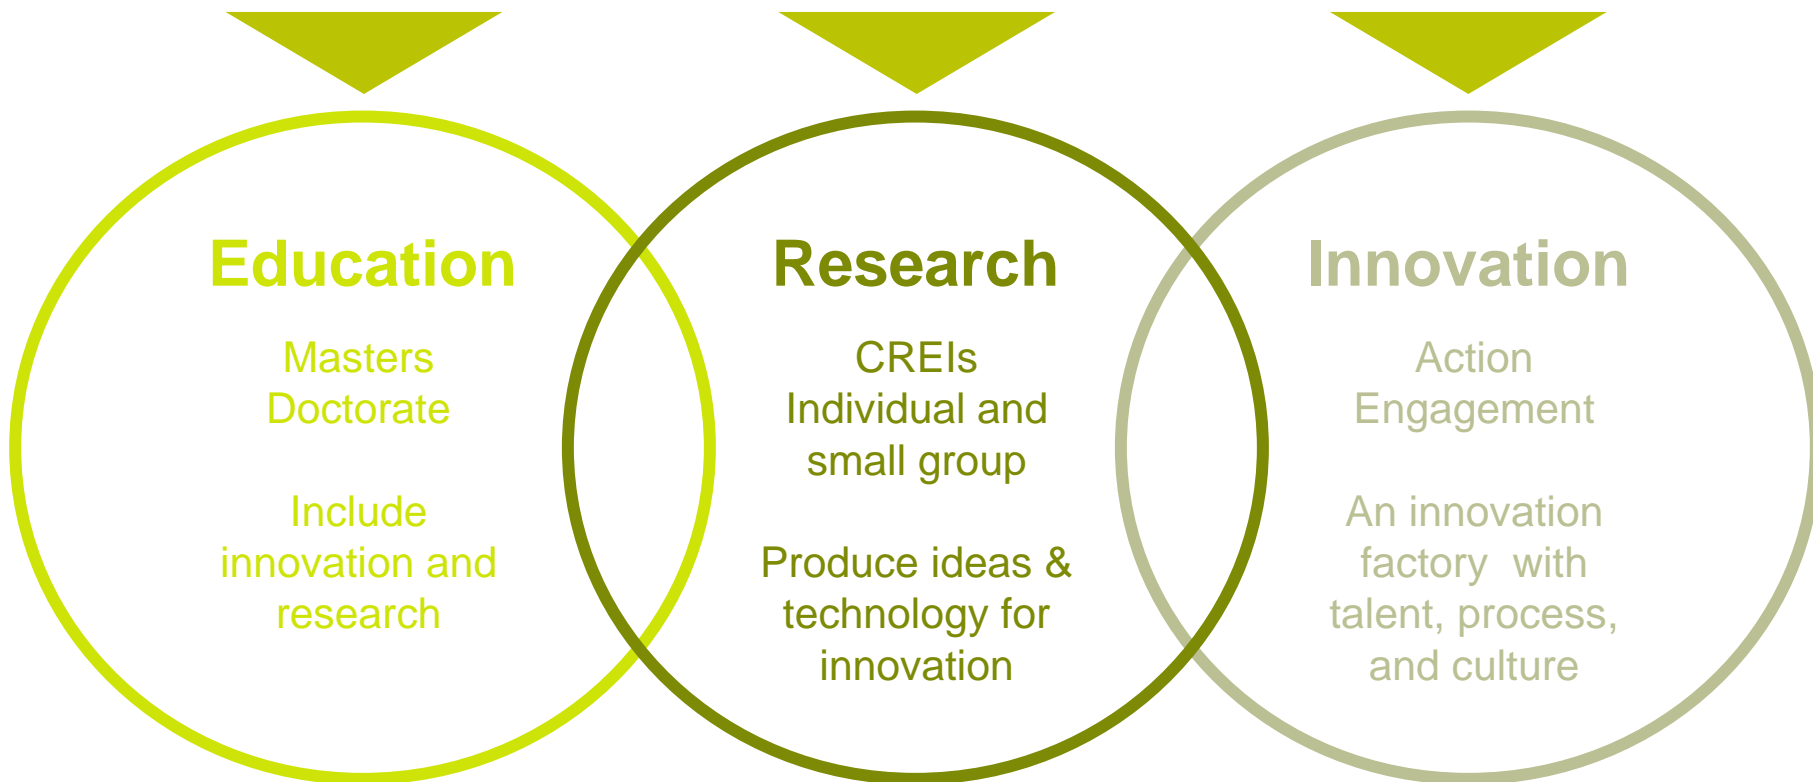 Education
Masters
Doctorate
Include
innovation and
research
Research
CREIs
Individual and
small group
Produce ideas &
technology for
innovation
Innovation
Action
Engagement
An innovation
factory  with
talent, process,
and culture